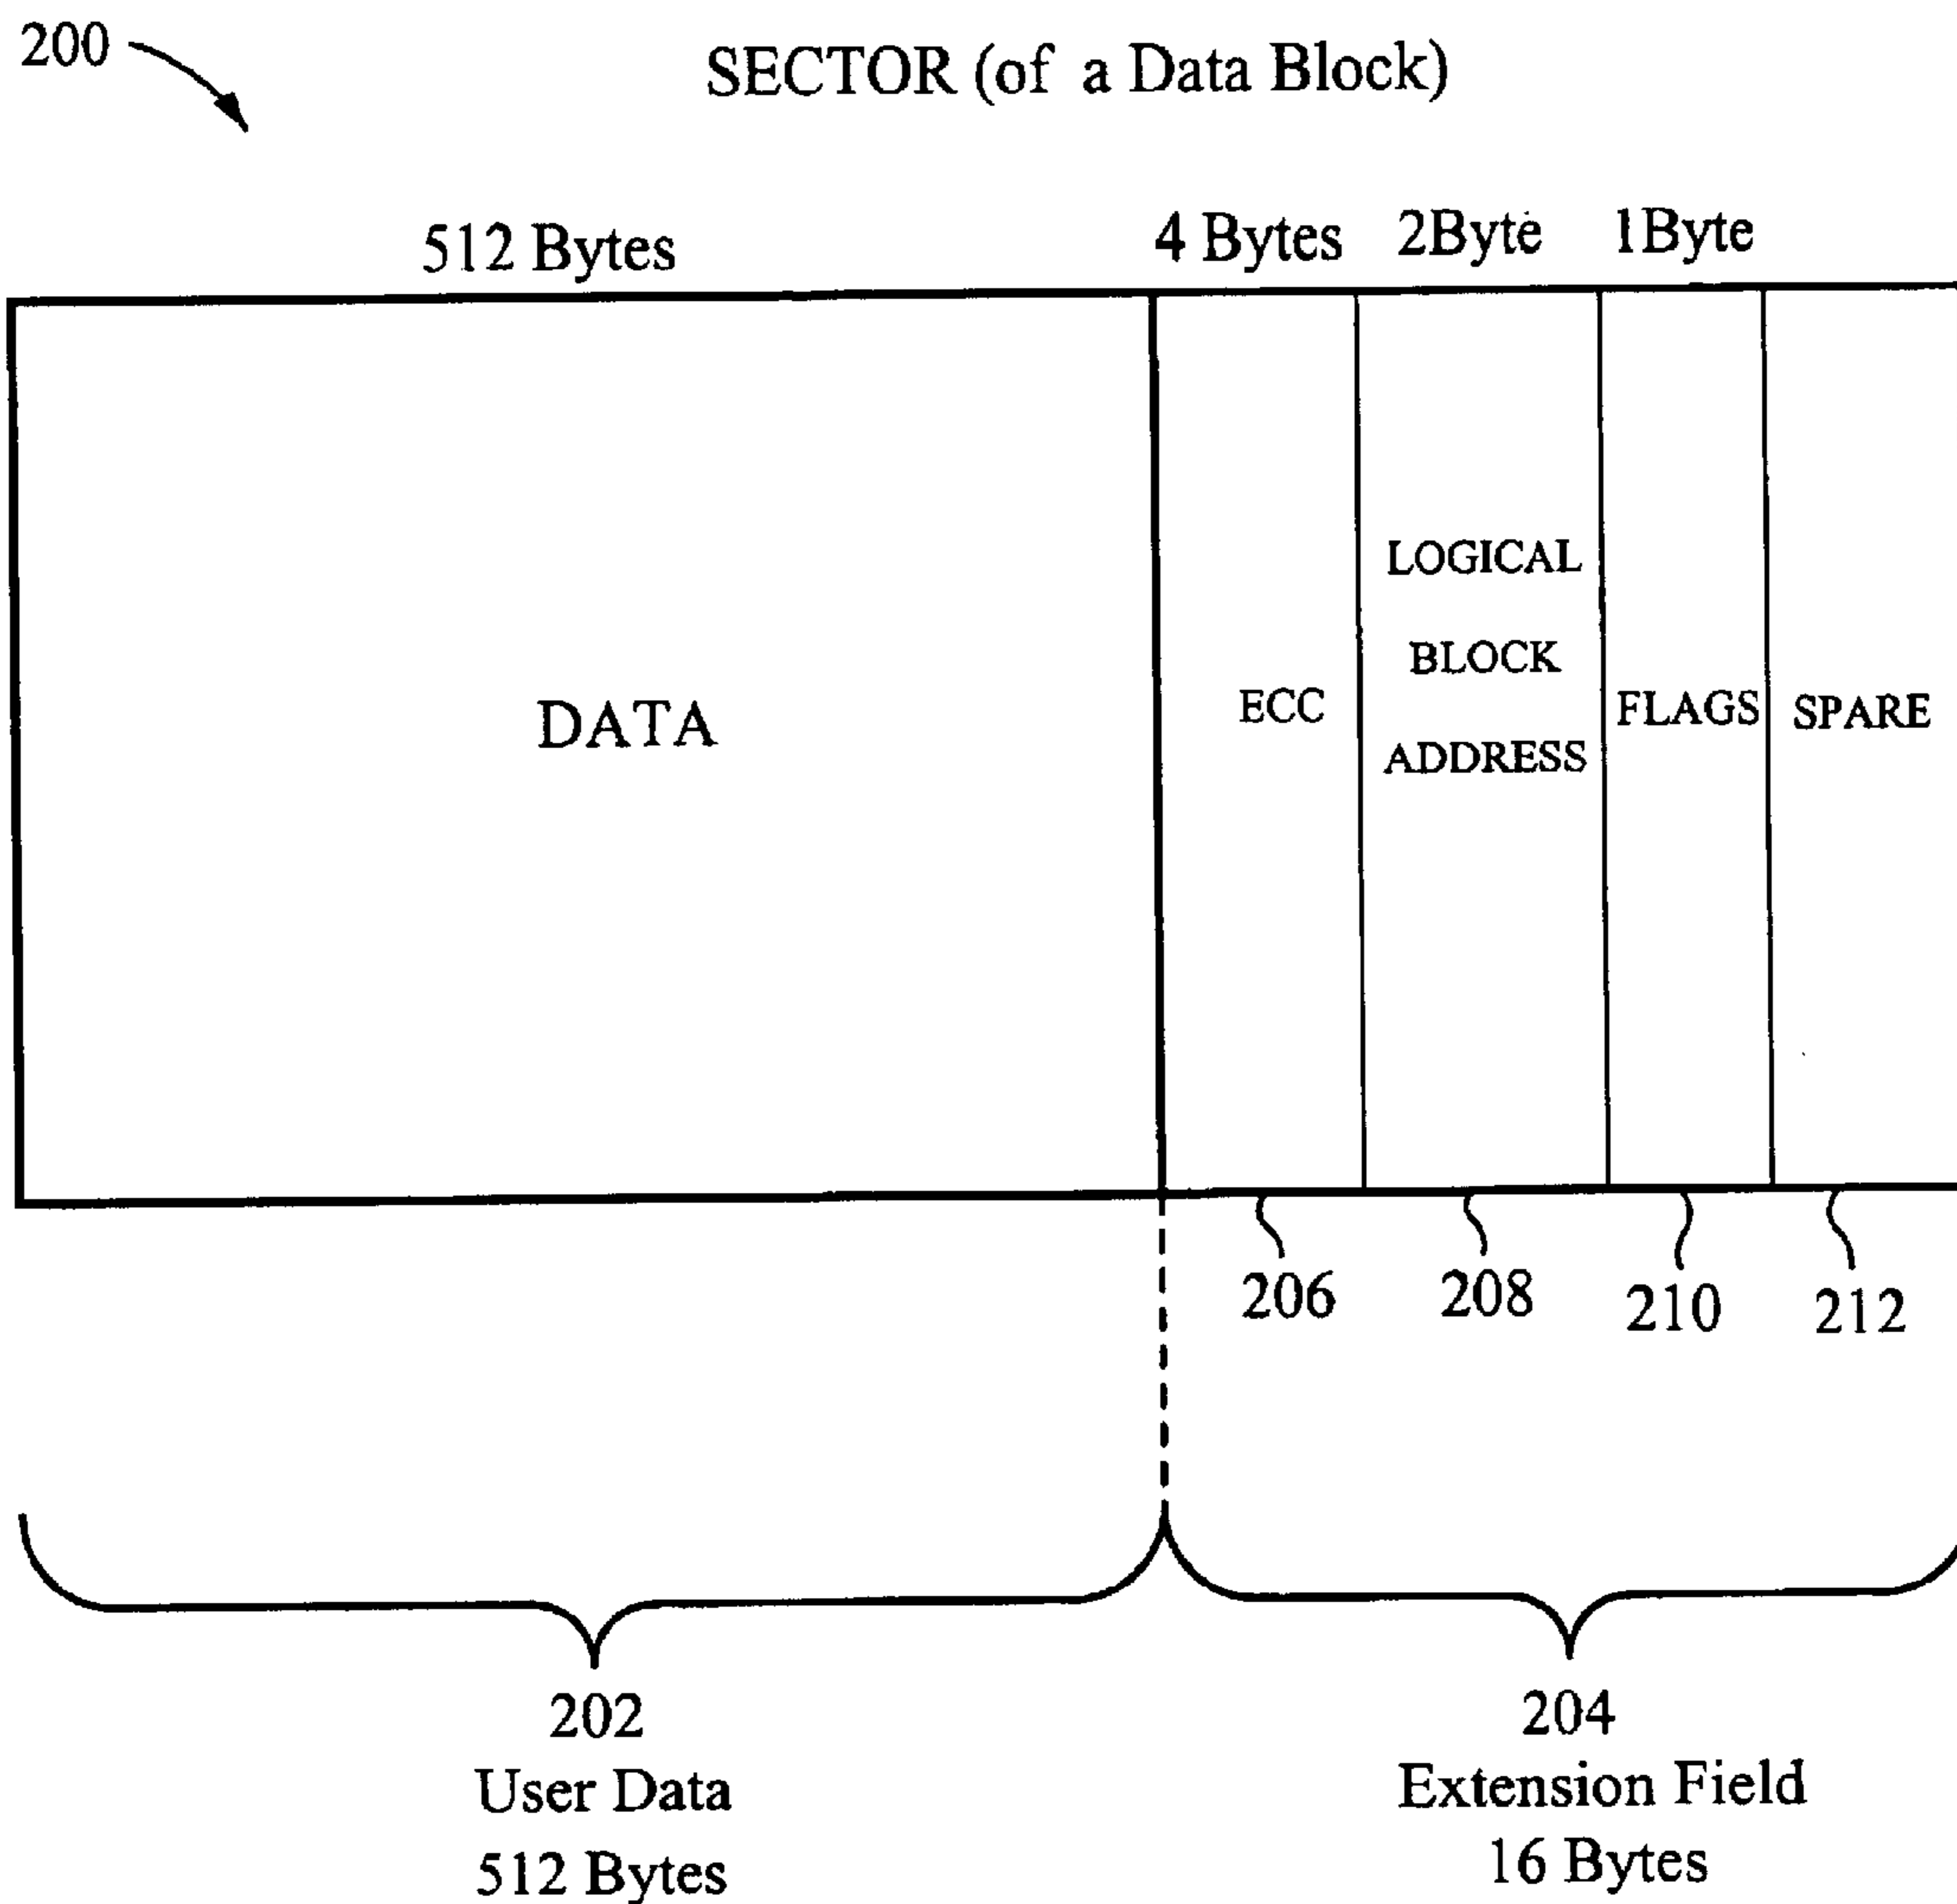 200
SECTOR (of a Data Block)
512 Bytes
4 Bytes
2Byte
1Byte
DATA
ECC
LOGICAL
BLOCK
ADDRESS
FLAGS
SPARE
206
208
210
212
202
User Data
512 Bytes
204
Extension Field
16 Bytes